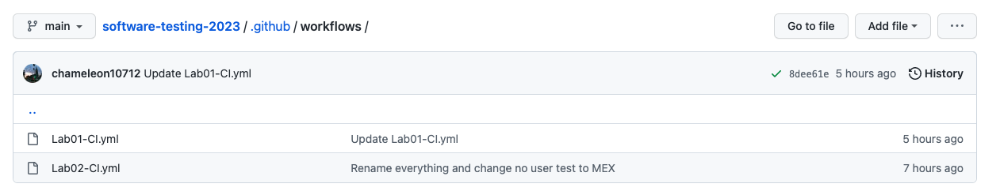 main software-testing-2023 / .github / workflows / Go to file Add file ...
chameleon10712 Update Lab01-CI.yml 8dee61e 5 hours ago History
..
Lab01-CI.yml Update Lab01-CI.yml 5 hours ago
Lab02-CI.yml Rename everything and change no user test to MEX 7 hours ago